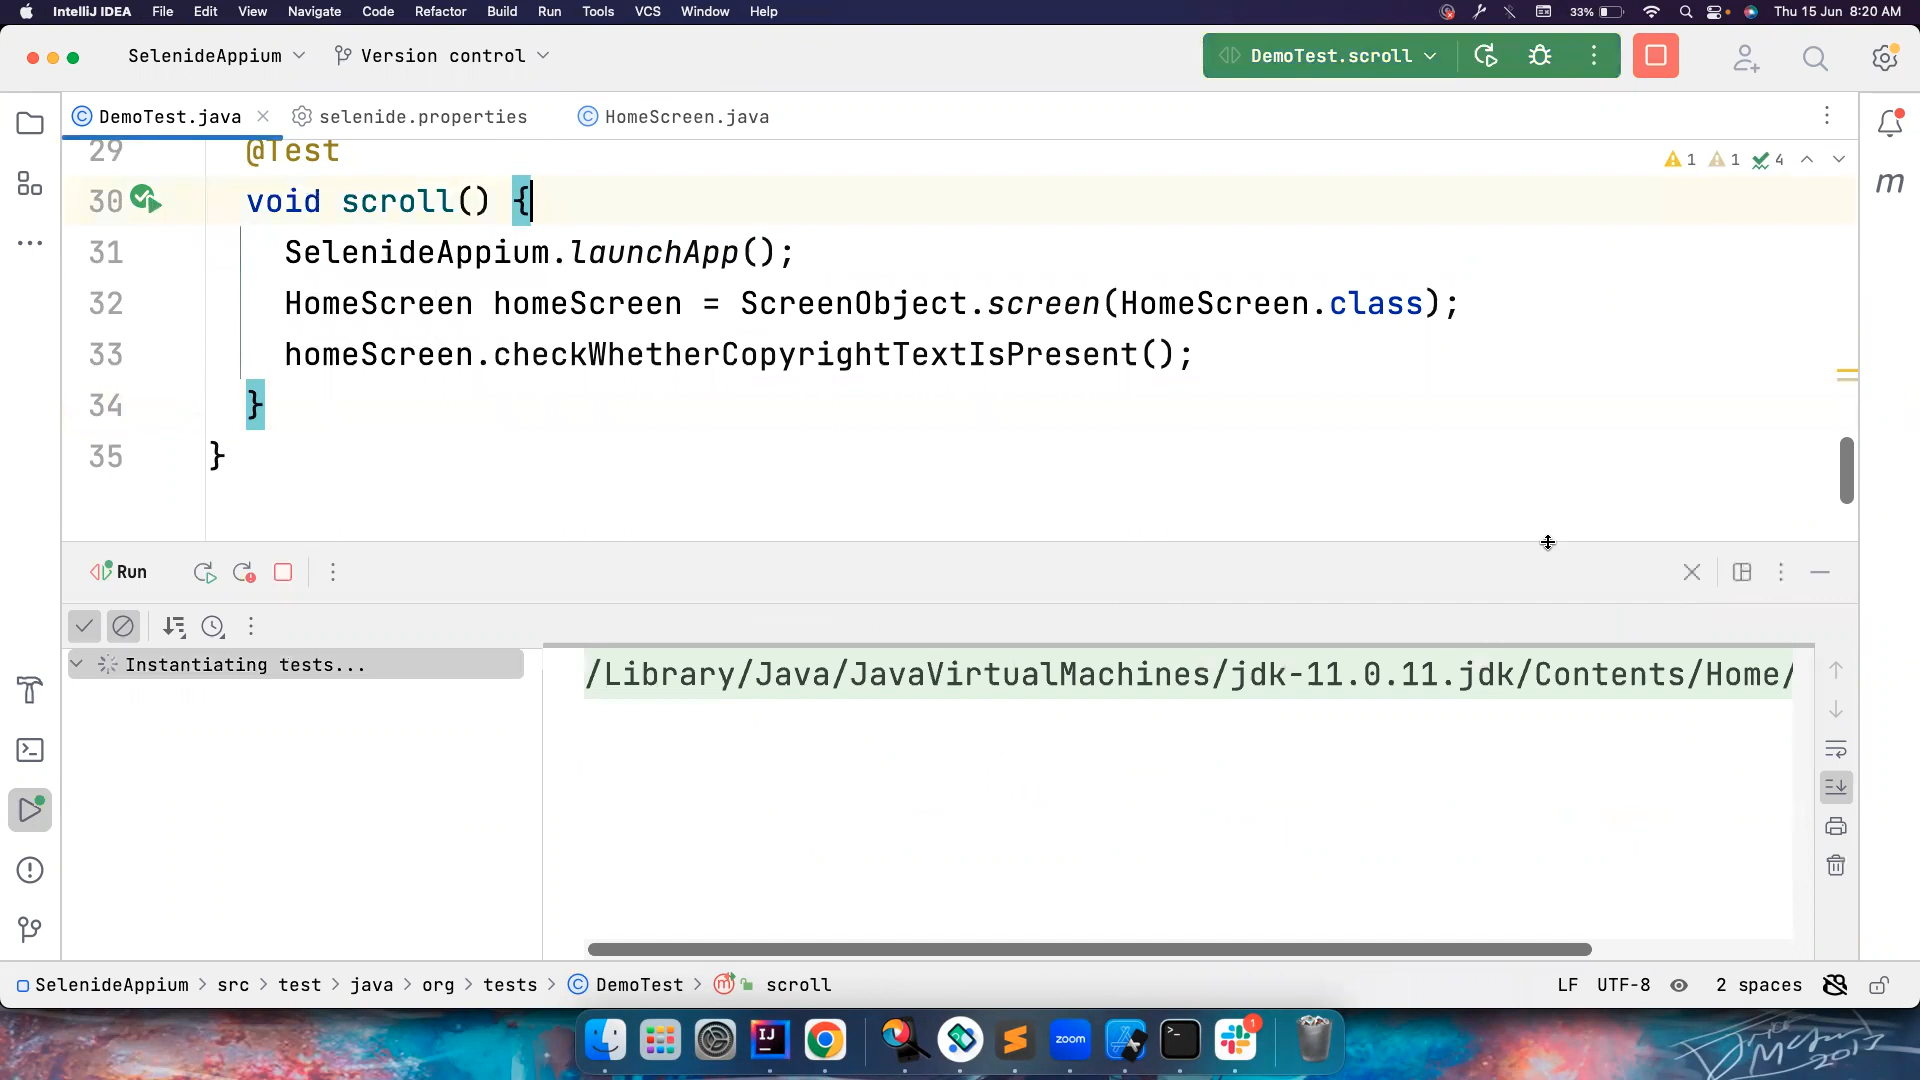 IntelliJ IDEA File Edit View Navigate Code Refactor Build Run Tools VCS Window Help 33% Thu 15 Jun 8:20 AM
SelenideAppium Version control DemoTest.scroll
DemoTest.java selenide.properties HomeScreen.java
29 @Test
1 1 4
30 void scroll() {
31 SelenideAppium.launchApp();
32 HomeScreen homeScreen = ScreenObject.screen(HomeScreen.class);
33 homeScreen.checkWhetherCopyrightTextIsPresent();
34 }
35 }
m
Run
Instantiating tests...
/Library/Java/JavaVirtualMachines/jdk-11.0.11.jdk/Contents/Home/
SelenideAppium > src > test > java > org > tests > DemoTest > scroll LF UTF-8 2 spaces
IJ zoom 1
2017